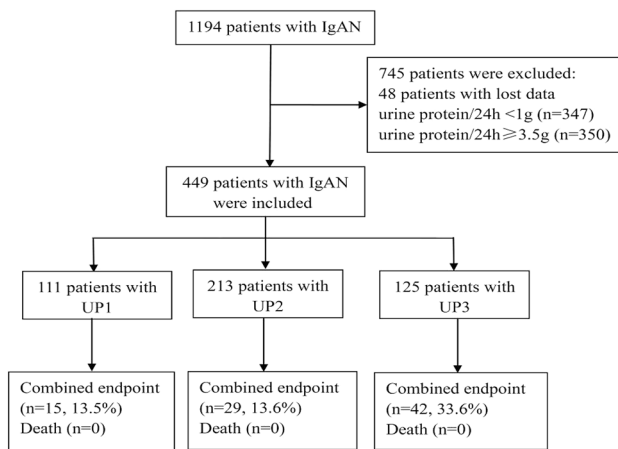 1194 patients with IgAN
745 patients were excluded:
48 patients with lost data
urine protein/24h <1g (n=347)
urine protein/24h≥3.5g (n=350)
449 patients with IgAN
were included
111 patients with
UP1
213 patients with
UP2
125 patients with
UP3
Combined endpoint
(n=15, 13.5%)
Death (n=0)
Combined endpoint
(n=29, 13.6%)
Death (n=0)
Combined endpoint
(n=42, 33.6%)
Death (n=0)